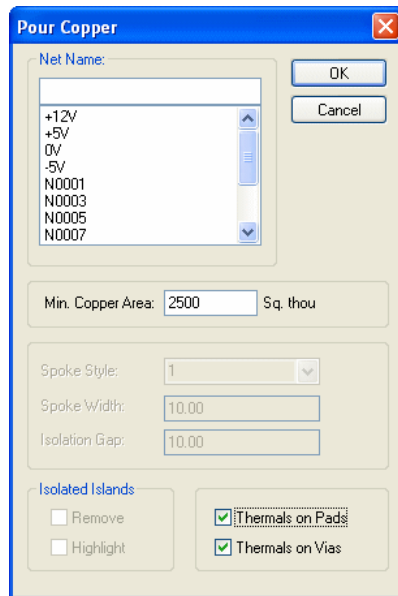 Pour Copper
Net Name:
OK
+12V
Cancel
+5V
0V
-5V
N0001
N0003
N0005
N0007
Min. Copper Area: 2500 Sq. thou
Spoke Style: 1
Spoke Width: 10.00
Isolation Gap: 10.00
Isolated Islands
Remove
Thermals on Pads
Highlight
Thermals on Vias